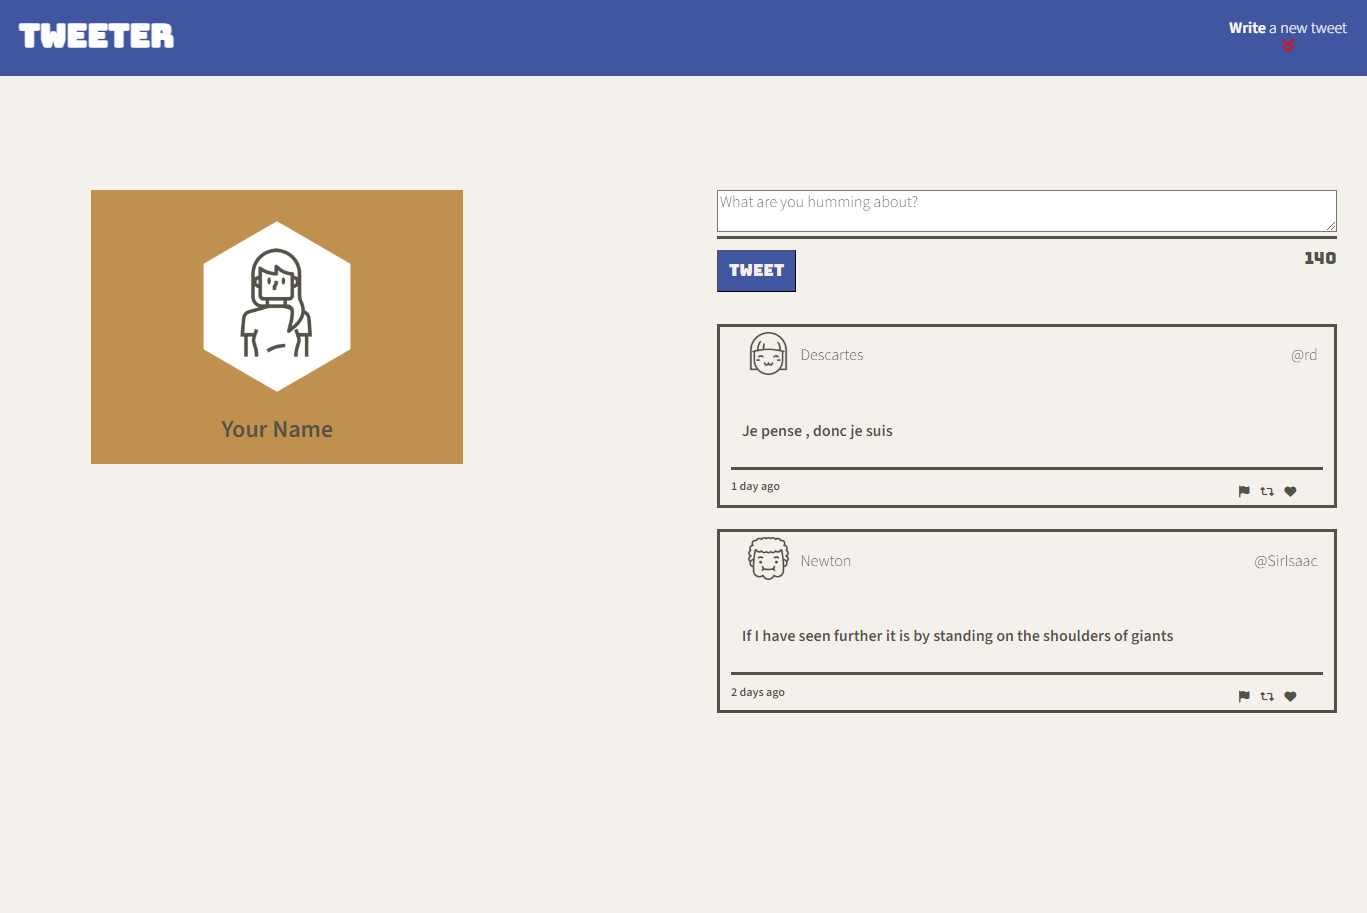 TWEETER
Write a new tweet
Your Name
What are you humming about?
TWEET
140
Descartes
@rd
Je pense , donc je suis
1 day ago
Newton
@SirIsaac
If I have seen further it is by standing on the shoulders of giants
2 days ago